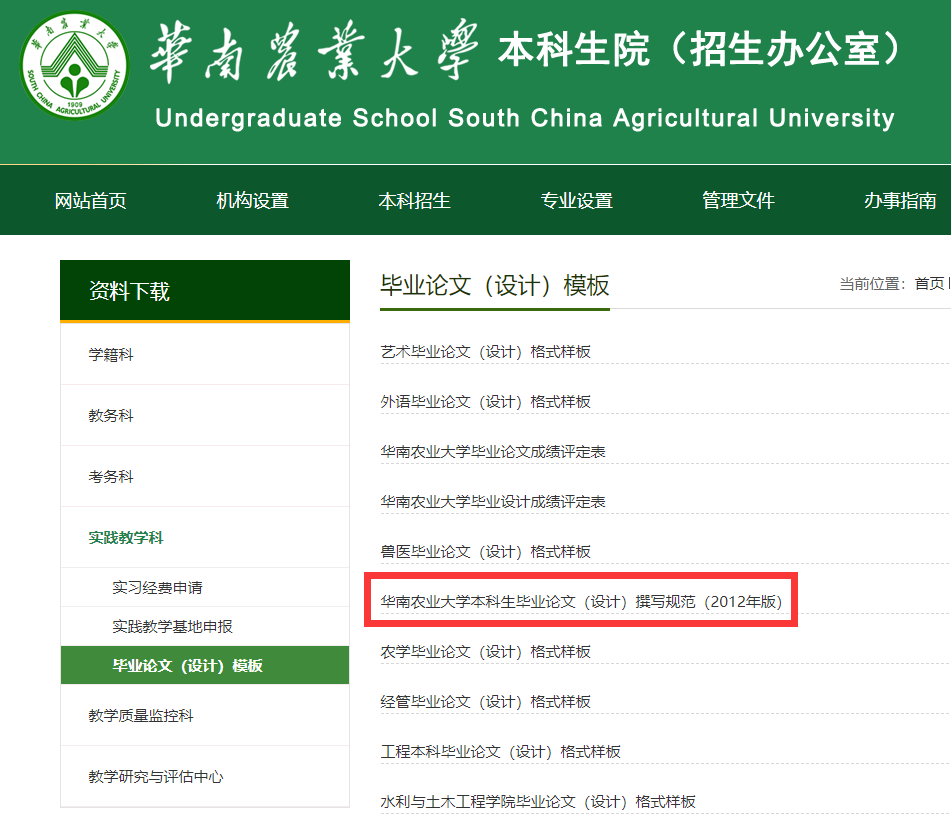 華南農業大學
SOUTH CHINA AGRICULTURAL UNIVERSITY
1909
華南農業大學 本科生院（招生办公室）
Undergraduate School South China Agricultural University
网站首页 机构设置 本科招生 专业设置 管理文件 办事指南
资料下载
学籍科
教务科
考务科
实践教学科
实习经费申请
实践教学基地申报
毕业论文（设计）模板
教学质量监控科
教学研究与评估中心
毕业论文（设计）模板
当前位置：首页
艺术毕业论文（设计）格式样板
外语毕业论文（设计）格式样板
华南农业大学毕业论文成绩评定表
华南农业大学毕业设计成绩评定表
兽医毕业论文（设计）格式样板
华南农业大学本科生毕业论文（设计）撰写规范（2012年版）
农学毕业论文（设计）格式样板
经管毕业论文（设计）格式样板
工程本科毕业论文（设计）格式样板
水利与土木工程学院毕业论文（设计）格式样板